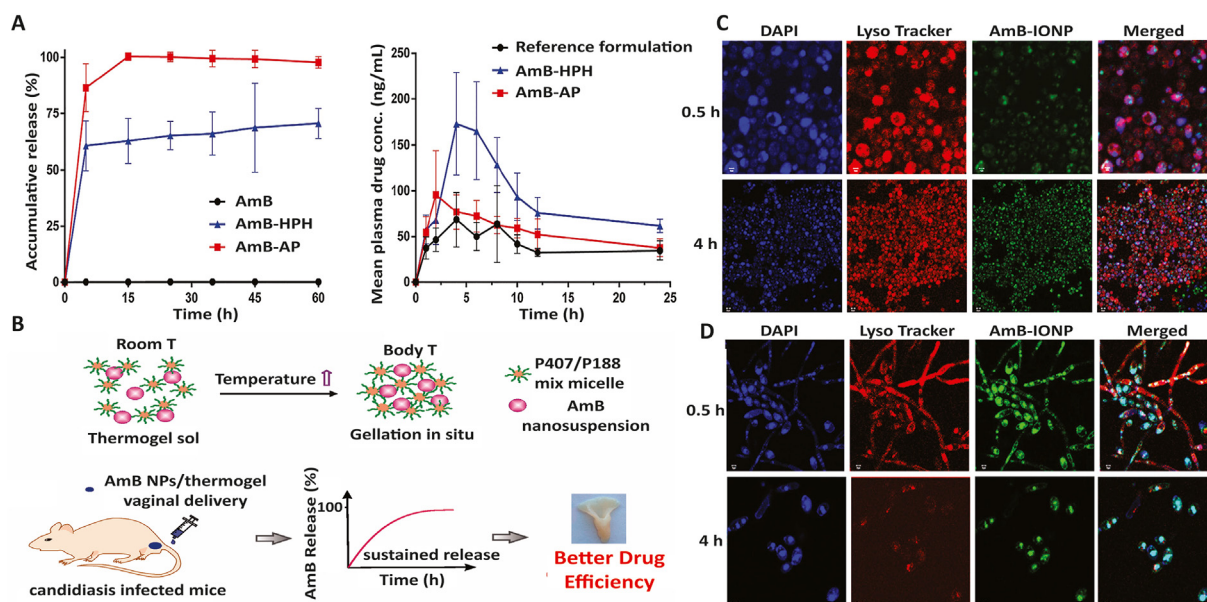 A
Accumulative release (%)
100
75
50
25
0
0 15 30 45 60
Time (h)
AmB
AmB-HPH
AmB-AP
Mean plasma drug conc. (ng/mL)
250
200
150
100
50
0
0 5 10 15 20 25
Time (h)
Reference formulation
AmB-HPH
AmB-AP
B
Room T
Thermogel sol
Temperature ⇧
Body T
Gellation in situ
P407/P188
mix micelle
AmB
nanosuspension
AmB NPs/thermogel
vaginal delivery
candidiasis infected mice
AmB Release (%)
100
sustained release
Time (h)
Better Drug
Efficiency
C
DAPI Lyso Tracker AmB-IONP Merged
0.5 h
4 h
D
DAPI Lyso Tracker AmB-IONP Merged
0.5 h
4 h